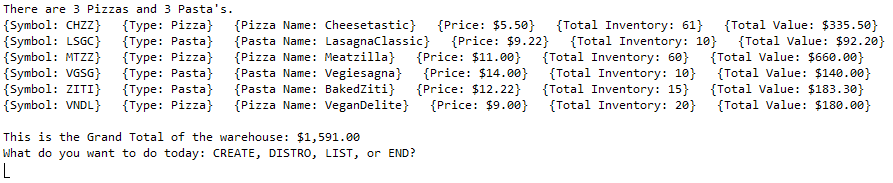 There are 3 Pizzas and 3 Pasta's.
{Symbol: CHZZ}   {Type: Pizza}   {Pizza Name: Cheesetastic}   {Price: $5.50}   {Total Inventory: 61}   {Total Value: $335.50}
{Symbol: LSGC}   {Type: Pasta}   {Pasta Name: LasagnaClassic}   {Price: $9.22}   {Total Inventory: 10}   {Total Value: $92.20}
{Symbol: MTZZ}   {Type: Pizza}   {Pizza Name: Meatzilla}   {Price: $11.00}   {Total Inventory: 60}   {Total Value: $660.00}
{Symbol: VGSG}   {Type: Pasta}   {Pasta Name: Vegiesagna}   {Price: $14.00}   {Total Inventory: 10}   {Total Value: $140.00}
{Symbol: ZITI}   {Type: Pasta}   {Pasta Name: BakedZiti}   {Price: $12.22}   {Total Inventory: 15}   {Total Value: $183.30}
{Symbol: VNDL}   {Type: Pizza}   {Pizza Name: VeganDelite}   {Price: $9.00}   {Total Inventory: 20}   {Total Value: $180.00}
This is the Grand Total of the warehouse: $1,591.00
What do you want to do today: CREATE, DISTRO, LIST, or END?